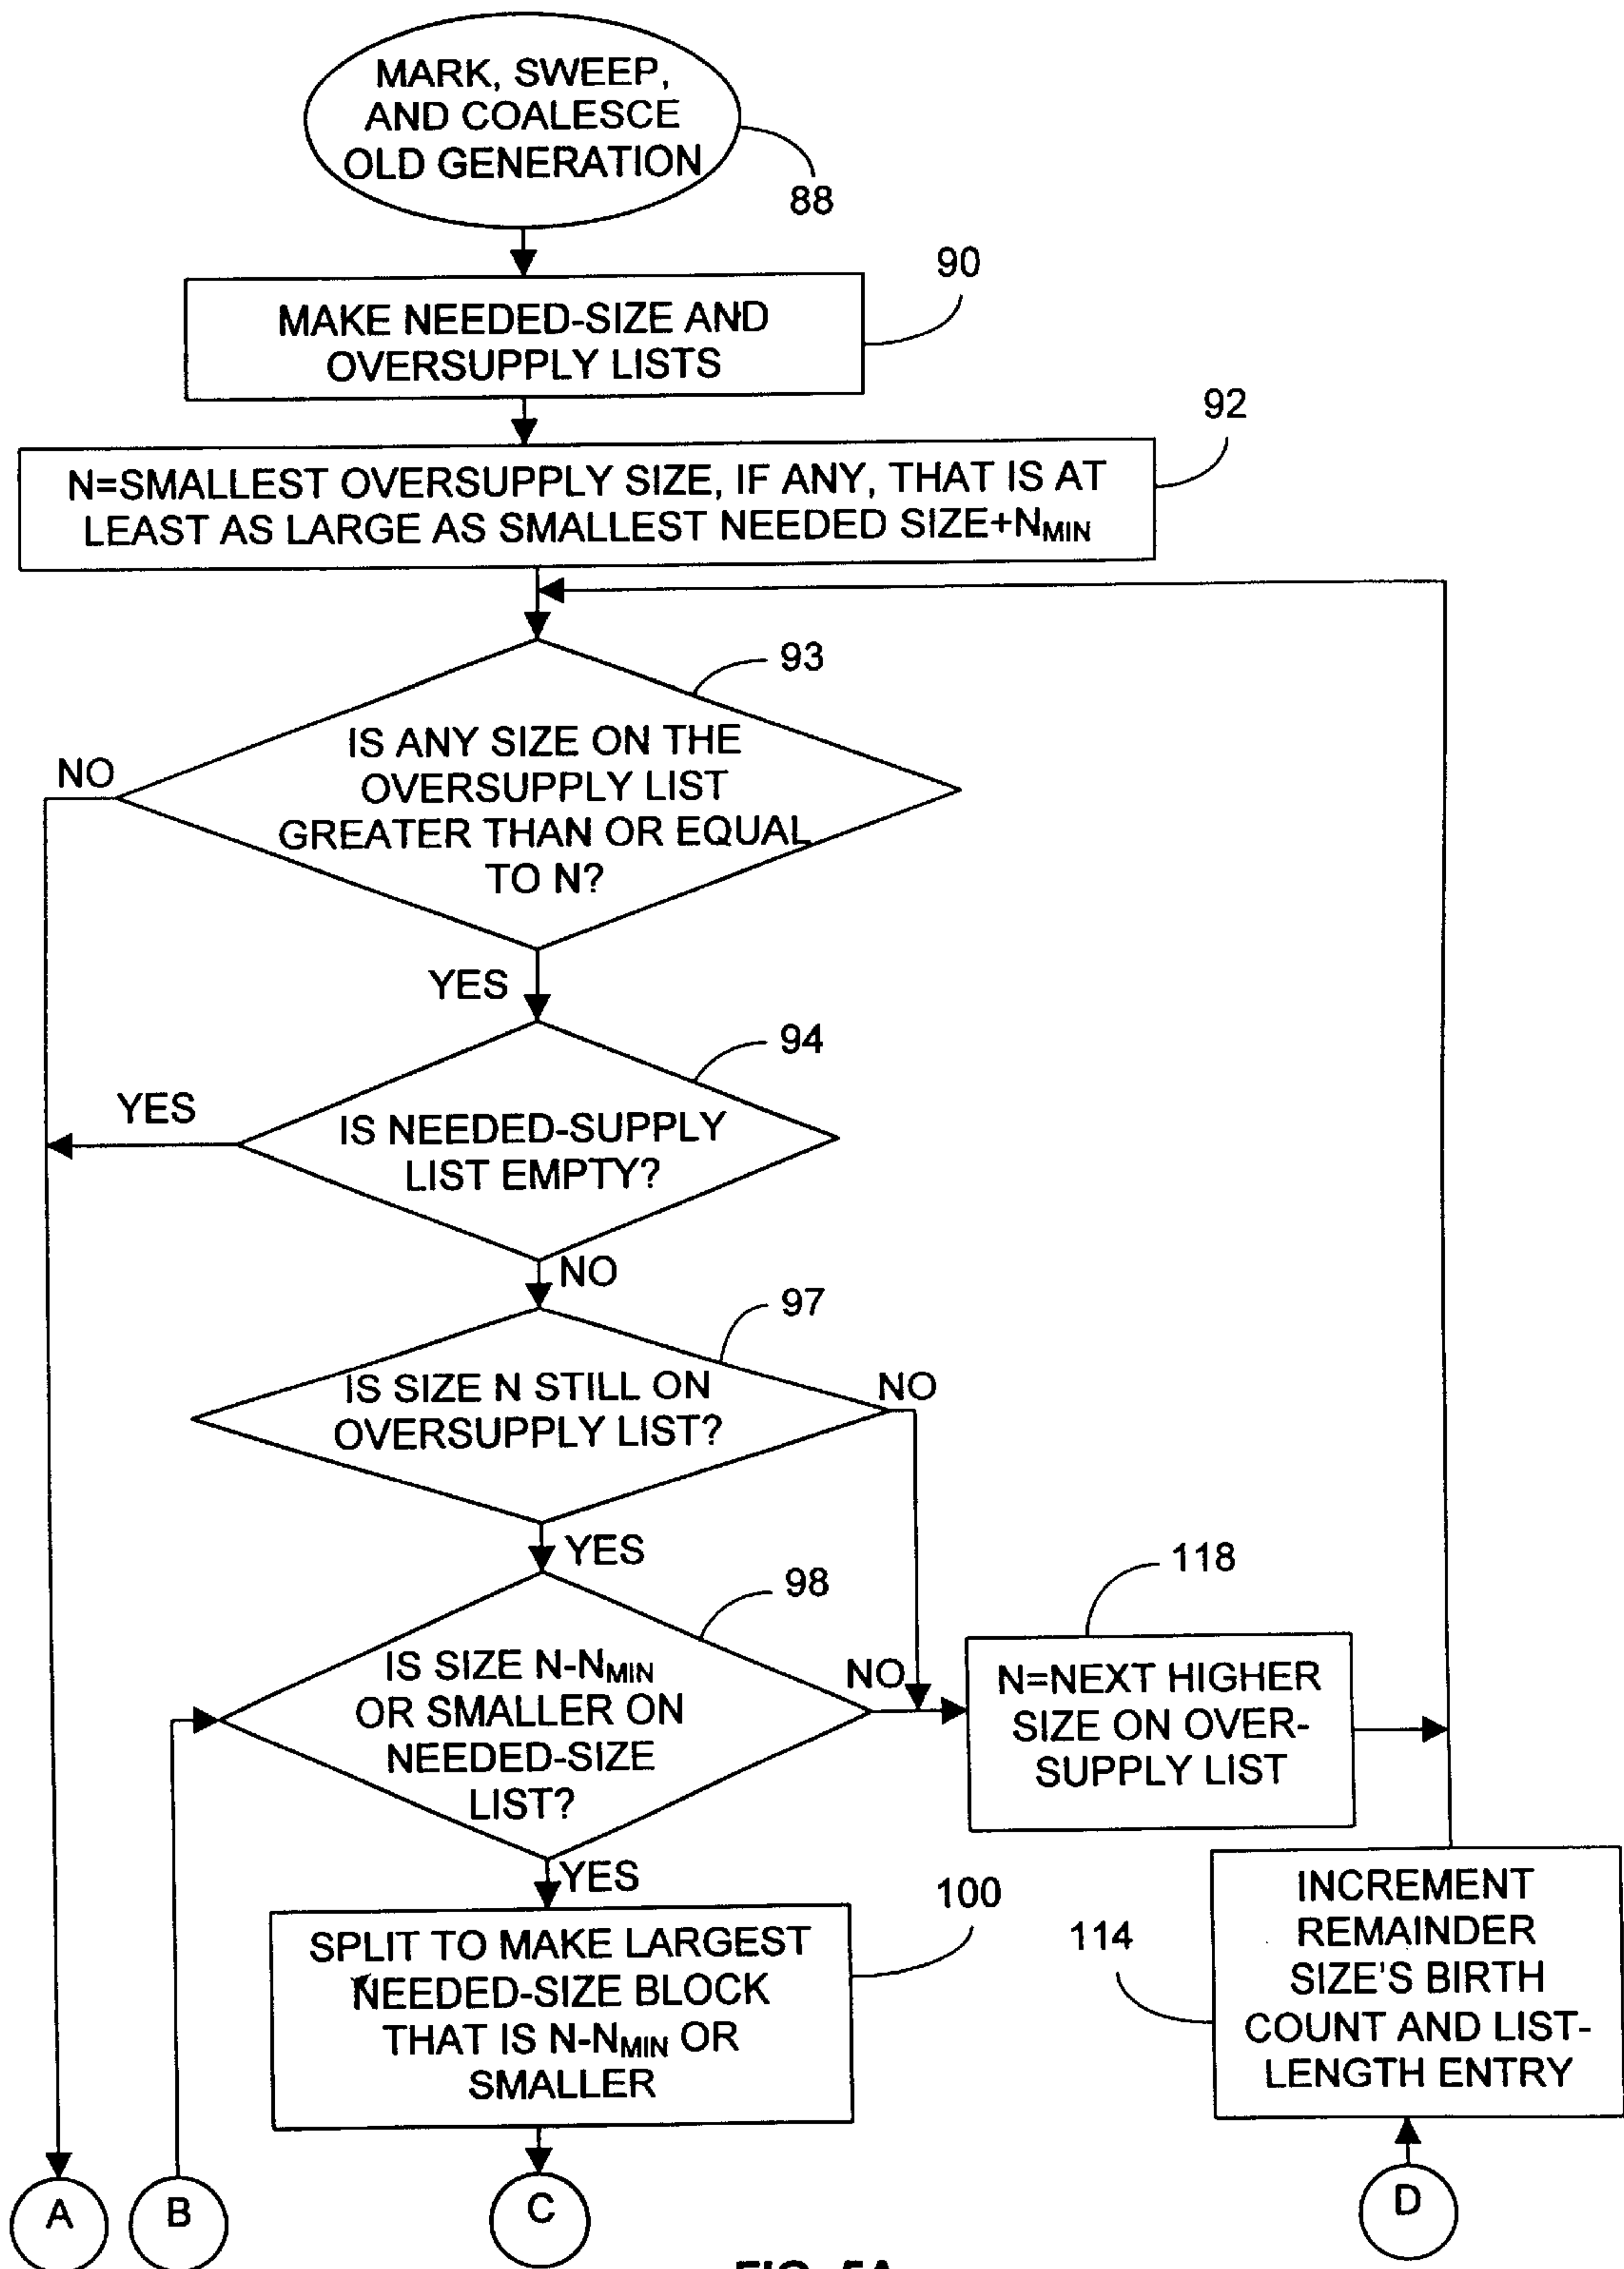 MARK, SWEEP,
AND COALESCE
OLD GENERATION
88
90
MAKE NEEDED-SIZE AND
OVERSUPPLY LISTS
92
N=SMALLEST OVERSUPPLY SIZE, IF ANY, THAT IS AT
LEAST AS LARGE AS SMALLEST NEEDED SIZE+NMIN
93
IS ANY SIZE ON THE
OVERSUPPLY LIST
GREATER THAN OR EQUAL
TO N?
NO
YES
94
IS NEEDED-SUPPLY
LIST EMPTY?
YES
NO
97
IS SIZE N STILL ON
OVERSUPPLY LIST?
NO
YES
98
IS SIZE N-NMIN
OR SMALLER ON
NEEDED-SIZE
LIST?
NO
118
N=NEXT HIGHER
SIZE ON OVER-
SUPPLY LIST
YES
100
SPLIT TO MAKE LARGEST
NEEDED-SIZE BLOCK
THAT IS N-NMIN OR
SMALLER
114
INCREMENT
REMAINDER
SIZE'S BIRTH
COUNT AND LIST-
LENGTH ENTRY
A
B
C
D
FIG. 5A